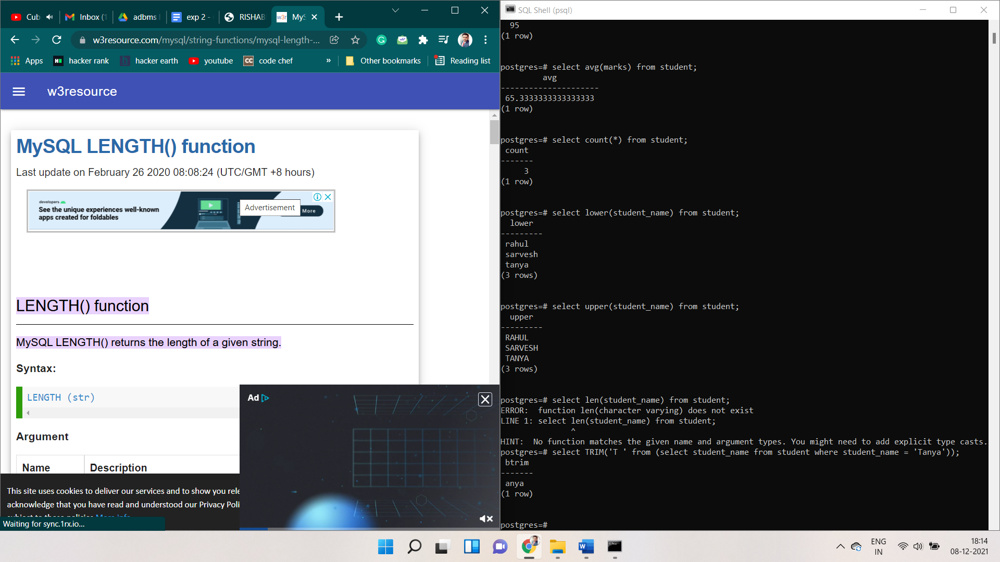 Cub
Inbox (1
adbms
exp 2 -
RISHAB
w3r
MyS
w3resource.com/mysql/string-functions/mysql-length-...
Apps
hacker rank
hacker earth
youtube
CC
code chef
»
Other bookmarks
Reading list
w3resource
MySQL LENGTH() function
Last update on February 26 2020 08:08:24 (UTC/GMT +8 hours)
developers
See the unique experiences well-known
apps created for foldables
Advertisement
More
LENGTH() function
MySQL LENGTH() returns the length of a given string.
Syntax:
LENGTH (str)
Argument
Name
Description
This site uses cookies to deliver our services and to show you rele
acknowledge that you have read and understood our Privacy Poli
Waiting for sync.1rx.io...
Ad
SQL Shell (psql)
95
(1 row)
postgres=# select avg(marks) from student;
avg
---------------------
65.3333333333333333
(1 row)
postgres=# select count(*) from student;
count
-------
3
(1 row)
postgres=# select lower(student_name) from student;
lower
---------
rahul
sarvesh
tanya
(3 rows)
postgres=# select upper(student_name) from student;
upper
---------
RAHUL
SARVESH
TANYA
(3 rows)
postgres=# select len(student_name) from student;
ERROR:  function len(character varying) does not exist
LINE 1: select len(student_name) from student;
^
HINT:  No function matches the given name and argument types. You might need to add explicit type casts.
postgres=# select TRIM('T ' from (select student_name from student where student_name = 'Tanya'));
btrim
-------
anya
(1 row)
postgres=#
ENG
IN
18:14
08-12-2021